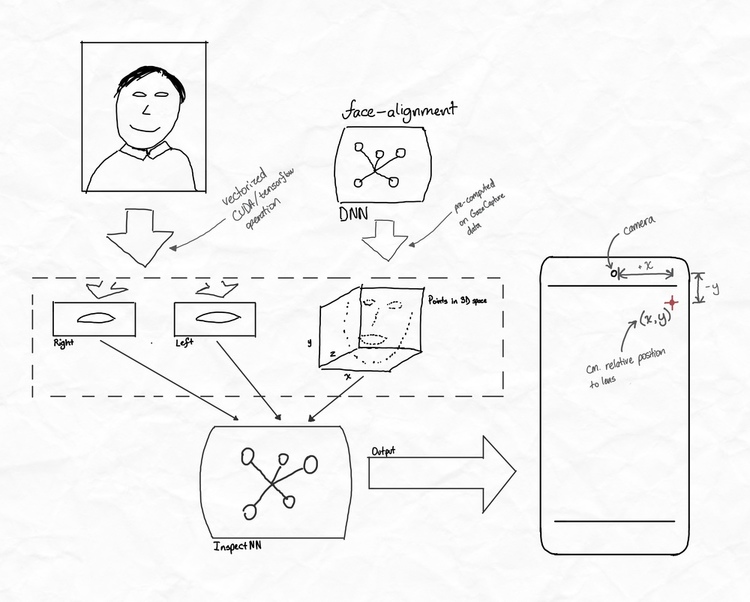 face-alignment
DNN
vectorized
CUDA/tensorflow
operation
pre-computed
on GazeCapture
data
camera
+x
-y
(x,y)
cm. relative position
to lens
Right
Left
y
z
x
Points in 3D space
Output
InspectNN